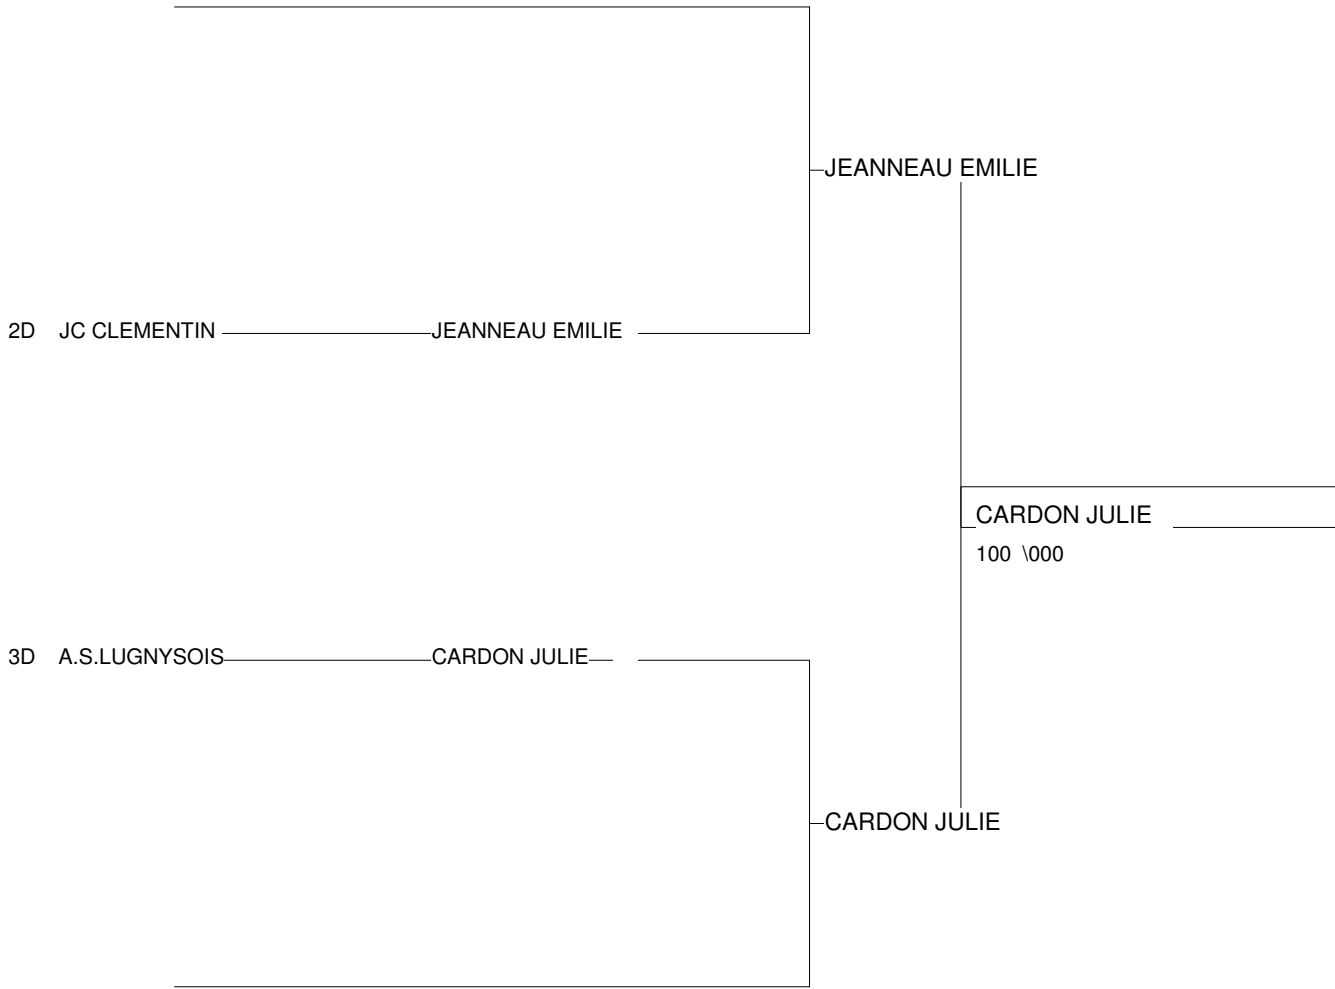 JEANNEAU EMILIE
2D JC CLEMENTIN JEANNEAU EMILIE
CARDON JULIE
100 \000
3D A.S.LUGNYSOIS CARDON JULIE
CARDON JULIE